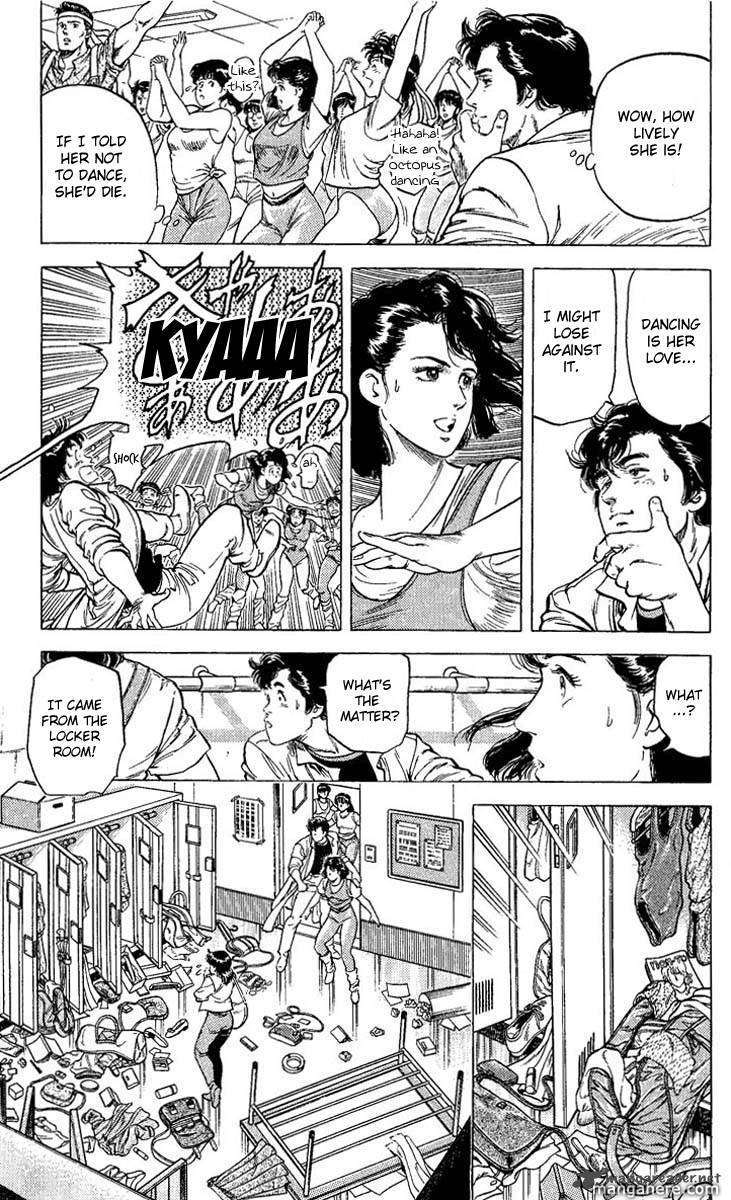 WOW, HOW
LIVELY
SHE IS!
Like
this?
Hahaha!
Like an
octopus
dancing
IF I TOLD
HER NOT
TO DANCE,
SHE'D DIE.
DANCING
IS HER
LOVE...
I MIGHT
LOSE
AGAINST
IT.
KYAAA
SHOCK
ah
WHAT
...?
WHAT'S
THE
MATTER?
IT CAME
FROM THE
LOCKER
ROOM!
mangareader.net
www.mangahere.com